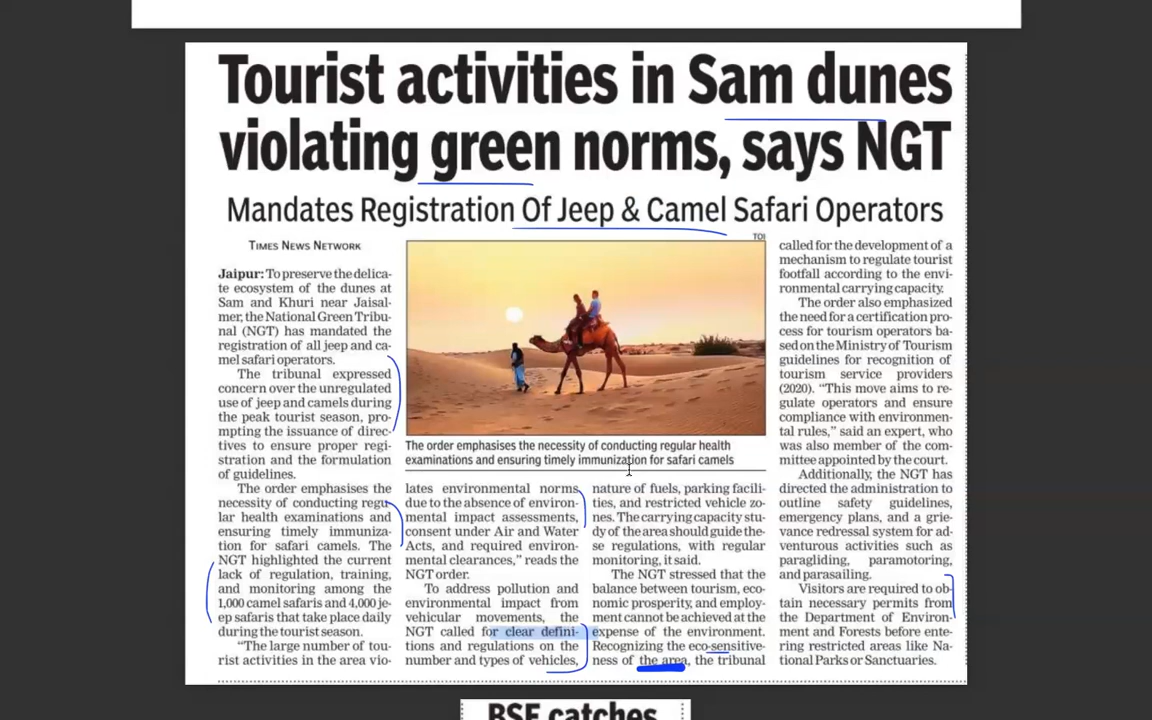 Tourist activities in Sam dunes
violating green norms, says NGT
Mandates Registration Of Jeep & Camel Safari Operators
TIMES NEWS NETWORK
Jaipur: To preserve the delica-
te ecosystem of the dunes at
Sam and Khuri near Jaisal-
mer, the National Green Tribu-
nal (NGT) has mandated the
registration of all jeep and ca-
mel safari operators.
The tribunal expressed
concern over the unregulated
use of jeep and camels during
the peak tourist season, pro-
mpting the issuance of direc-
tives to ensure proper regi-
stration and the formulation
of guidelines.
The order emphasises the
necessity of conducting regu
lar health examinations and
ensuring timely immuniza-
tion for safari camels. The
NGT highlighted the current
lack of regulation, training,
and monitoring among the
1,000 camel safaris and 4,000 je-
ep safaris that take place daily
during the tourist season.
"The large number of tou-
rist activities in the area vio-
TOI
The order emphasises the necessity of conducting regular health
examinations and ensuring timely immunization for safari camels
lates environmental norms
due to the absence of environ-
mental impact assessments,
consent under Air and Water
Acts, and required environ-
mental clearances," reads the
NGT order.
To address pollution and
environmental impact from
vehicular movements, the
NGT called for clear defini-
tions and regulations on the
number and types of vehicles,
nature of fuels, parking facili-
ties, and restricted vehicle zo-
nes. The carrying capacity stu-
dy of the area should guide the-
se regulations, with regular
monitoring, it said.
The NGT stressed that the
balance between tourism, eco-
nomic prosperity, and employ-
ment cannot be achieved at the
expense of the environment.
Recognizing the eco-sensitive-
ness of the area, the tribunal
called for the development of a
mechanism to regulate tourist
footfall according to the envi-
ronmental carrying capacity.
The order also emphasized
the need for a certification pro-
cess for tourism operators ba-
sed on the Ministry of Tourism
guidelines for recognition of
tourism service providers
(2020). "This move aims to re-
gulate operators and ensure
compliance with environmen-
tal rules," said an expert, who
was also member of the com-
mittee appointed by the court.
Additionally, the NGT has
directed the administration to
outline safety guidelines,
emergency plans, and a grie-
vance redressal system for ad-
venturous activities such as
paragliding, paramotoring,
and parasailing.
Visitors are required to ob-
tain necessary permits from
the Department of Environ-
ment and Forests before ente-
ring restricted areas like Na-
tional Parks or Sanctuaries.
BSF catches